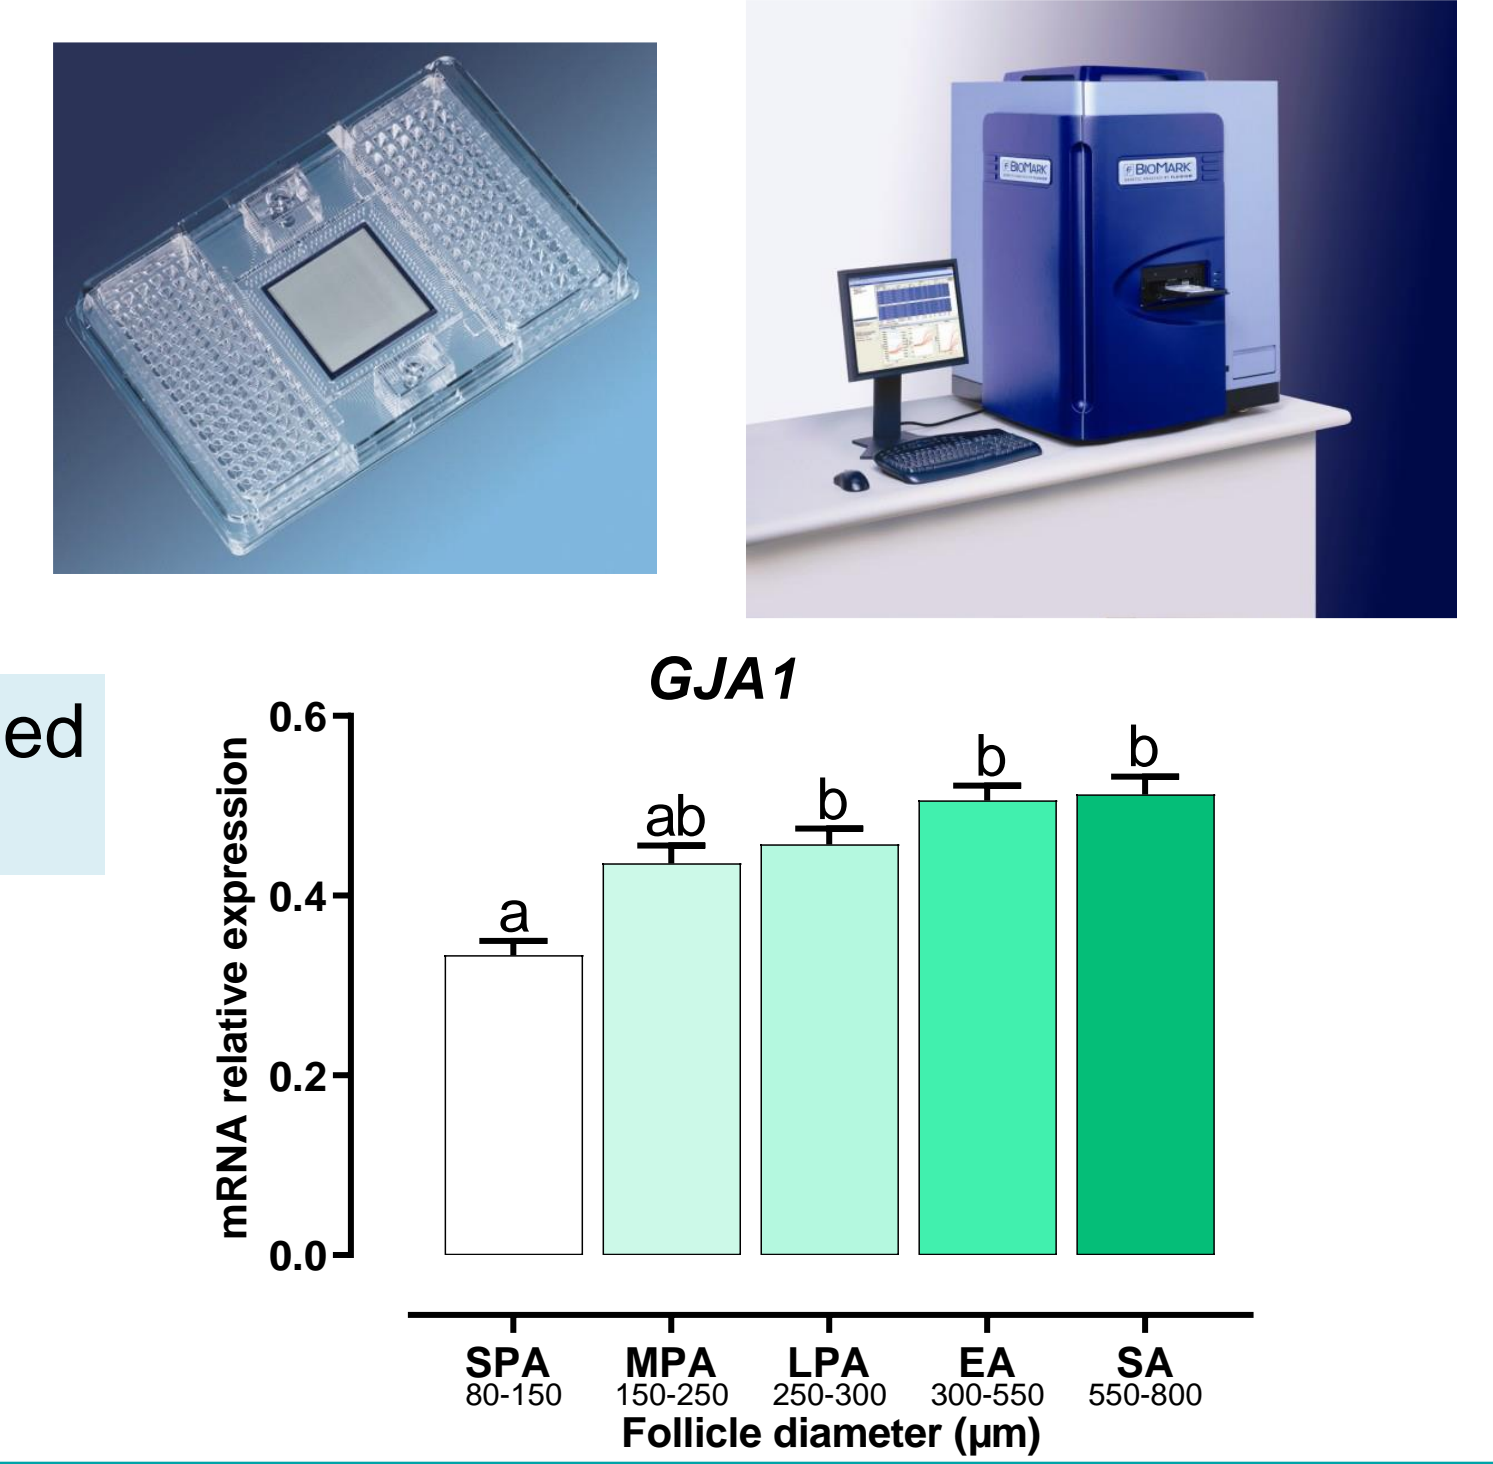 BIOMARK
BIOMARK
ed
GJA1
mRNA relative expression
0.6
0.4
0.2
0.0
a
ab
b
b
b
SPA
MPA
LPA
EA
SA
80-150
150-250
250-300
300-550
550-800
Follicle diameter (µm)